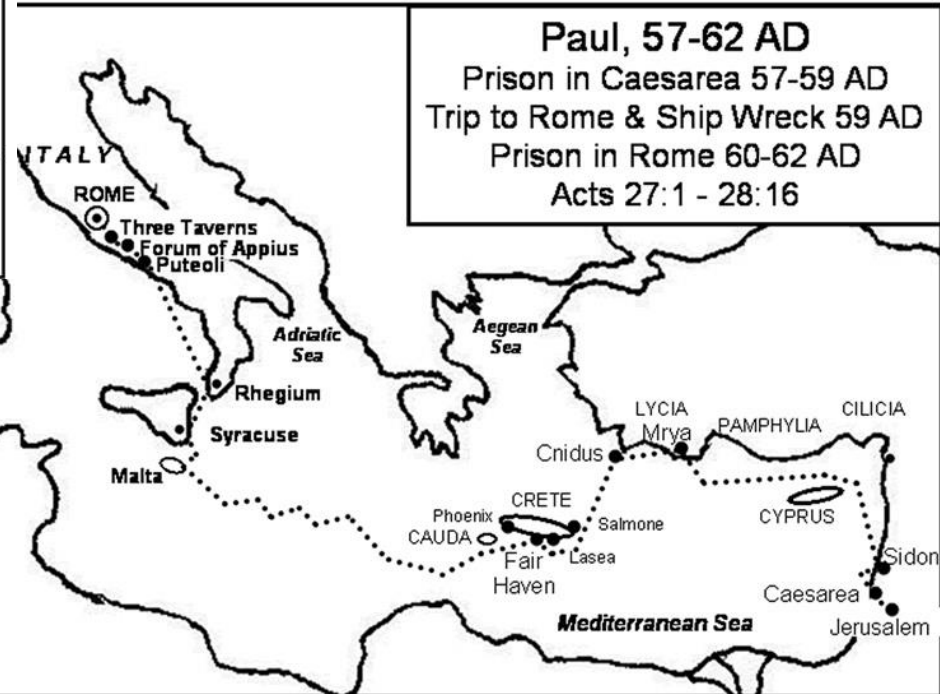 Paul, 57-62 AD
Prison in Caesarea 57-59 AD
Trip to Rome & Ship Wreck 59 AD
Prison in Rome 60-62 AD
Acts 27:1 - 28:16
ITALY
ROME
Three Taverns
Forum of Appius
Puteoli
Adriatic
Sea
Aegean
Sea
Rhegium
Syracuse
Malta
LYCIA
Mrya
PAMPHYLIA
CILICIA
Cnidus
CRETE
Phoenix
Salmone
CAUDA
CYPRUS
Fair
Haven
Lasea
Sidon
Caesarea
Jerusalem
Mediterranean Sea